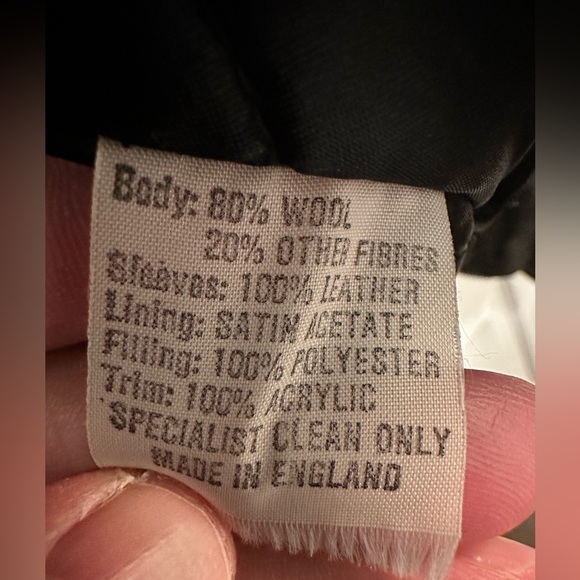 Body: 80% WOOL
20% OTHER FIBRES
Sleeves: 100% LEATHER
Lining: SATIN ACETATE
Filling: 100% POLYESTER
Trim: 100% ACRYLIC
SPECIALIST CLEAN ONLY
MADE IN ENGLAND